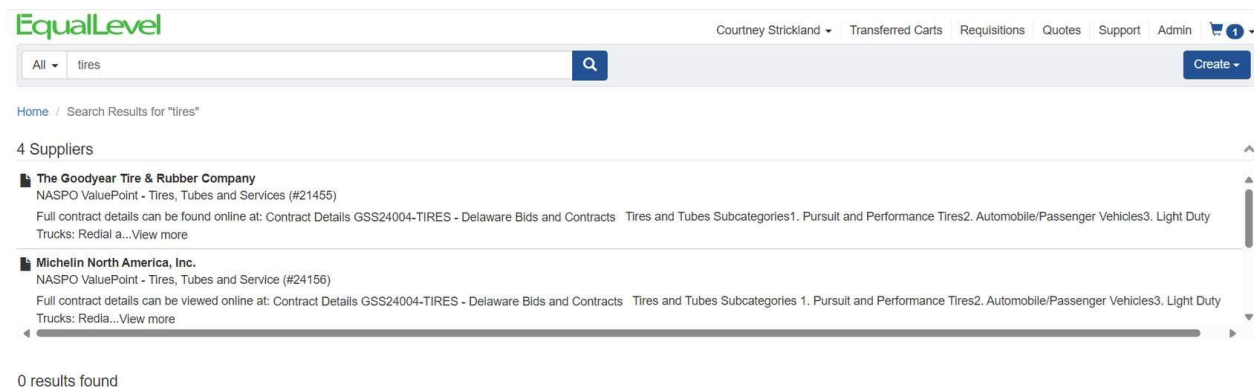 EqualLevel
Courtney Strickland Transferred Carts Requisitions Quotes Support Admin 1
All tires Create
Home / Search Results for "tires"
4 Suppliers
The Goodyear Tire & Rubber Company
NASPO ValuePoint - Tires, Tubes and Services (#21455)
Full contract details can be found online at: Contract Details GSS24004-TIRES - Delaware Bids and Contracts Tires and Tubes Subcategories1. Pursuit and Performance Tires2. Automobile/Passenger Vehicles3. Light Duty
Trucks: Redial a...View more
Michelin North America, Inc.
NASPO ValuePoint - Tires, Tubes and Service (#24156)
Full contract details can be viewed online at: Contract Details GSS24004-TIRES - Delaware Bids and Contracts Tires and Tubes Subcategories 1. Pursuit and Performance Tires2. Automobile/Passenger Vehicles3. Light Duty
Trucks: Redia...View more
0 results found